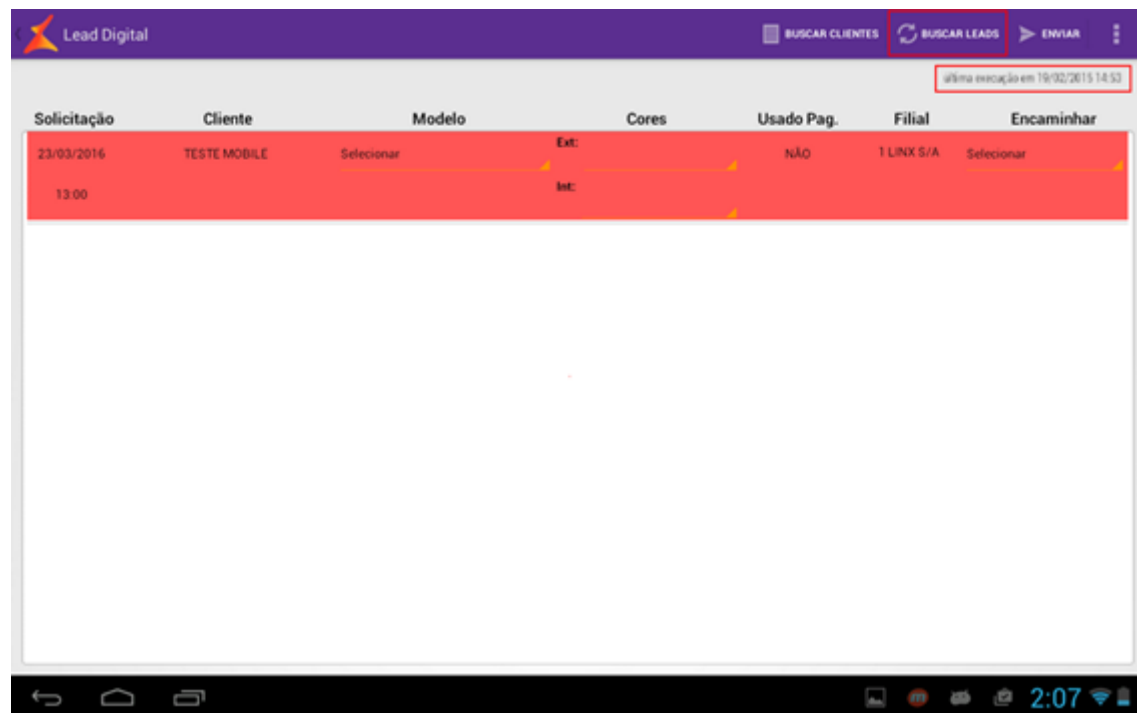 Lead Digital
BUSCAR CLIENTES
BUSCAR LEADS
ENVIAR
última execução em 19/02/2015 14:53
Solicitação Cliente Modelo Cores Usado Pag. Filial Encaminhar
23/03/2016 TESTE MOBILE Selecionar Ext: NÃO 1 LINX S/A Selecionar
13:00 Int:
2:07